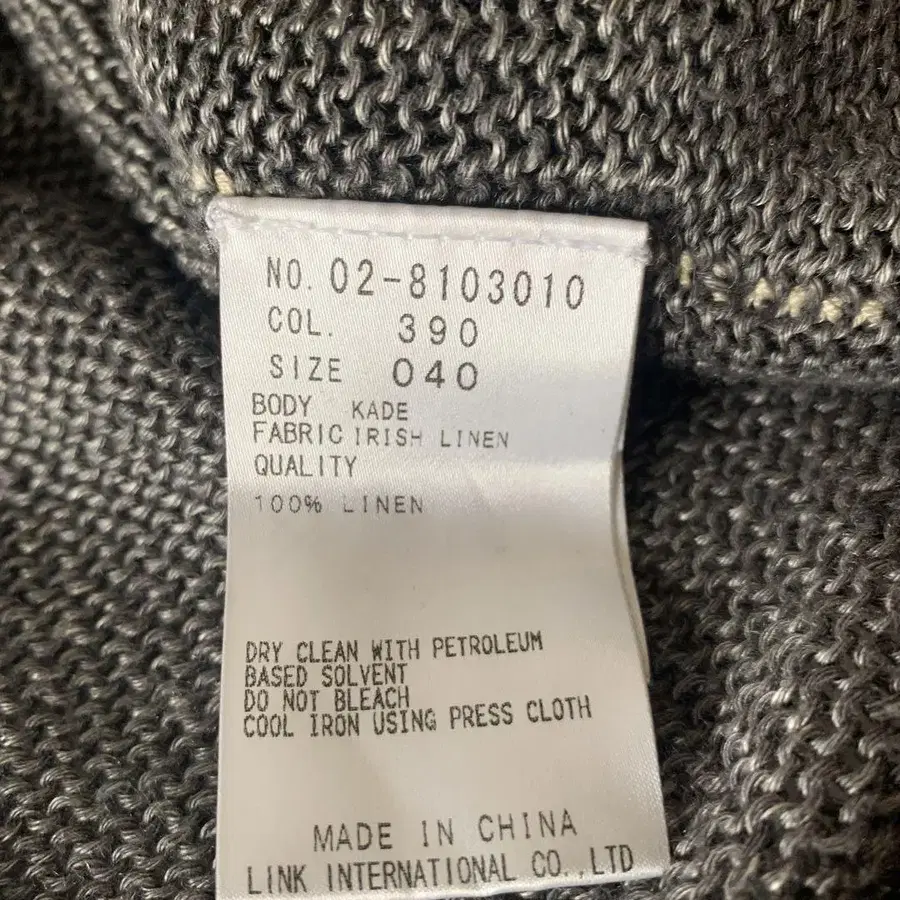 NO. 02-8103010
COL. 390
SIZE 040
BODY KADE
FABRIC IRISH LINEN
QUALITY
100% LINEN
DRY CLEAN WITH PETROLEUM
BASED SOLVENT
DO NOT BLEACH
COOL IRON USING PRESS CLOTH
MADE IN CHINA
LINK INTERNATIONAL CO.,LTD